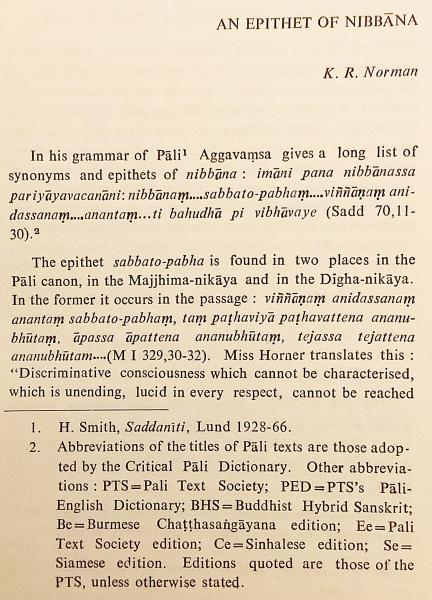 AN EPITHET OF NIBBĀNA
K. R. Norman
In his grammar of Pāli¹ Aggavaṃsa gives a long list of
synonyms and epithets of nibbāna : imāni pana nibbānassa
pariyāyavacanāni: nibbānaṃ....sabbato-pabhaṃ....viññāṇaṃ ani-
dassanaṃ....anantaṃ...ti bahudhā pi vibhāvaye (Sadd 70,11-
30).²
The epithet sabbato-pabha is found in two places in the
Pāli canon, in the Majjhima-nikāya and in the Dīgha-nikāya.
In the former it occurs in the passage : viññāṇaṃ anidassanaṃ
anantaṃ sabbato-pabhaṃ, taṃ paṭhaviyā paṭhavattena ananu-
bhūtaṃ, āpassa āpattena ananubhūtaṃ, tejassa tejattena
ananubhūtaṃ....(M I 329,30-32). Miss Horner translates this :
“Discriminative consciousness which cannot be characterised,
which is unending, lucid in every respect, cannot be reached
1. H. Smith, Saddanīti, Lund 1928-66.
2. Abbreviations of the titles of Pāli texts are those adop-
ted by the Critical Pāli Dictionary. Other abbrevia-
tions : PTS=Pali Text Society; PED=PTS’s Pāli-
English Dictionary; BHS=Buddhist Hybrid Sanskrit;
Be=Burmese Chaṭṭhasaṅgāyana edition; Ee=Pali
Text Society edition; Ce=Sinhalese edition; Se=
Siamese edition. Editions quoted are those of the
PTS, unless otherwise stated.